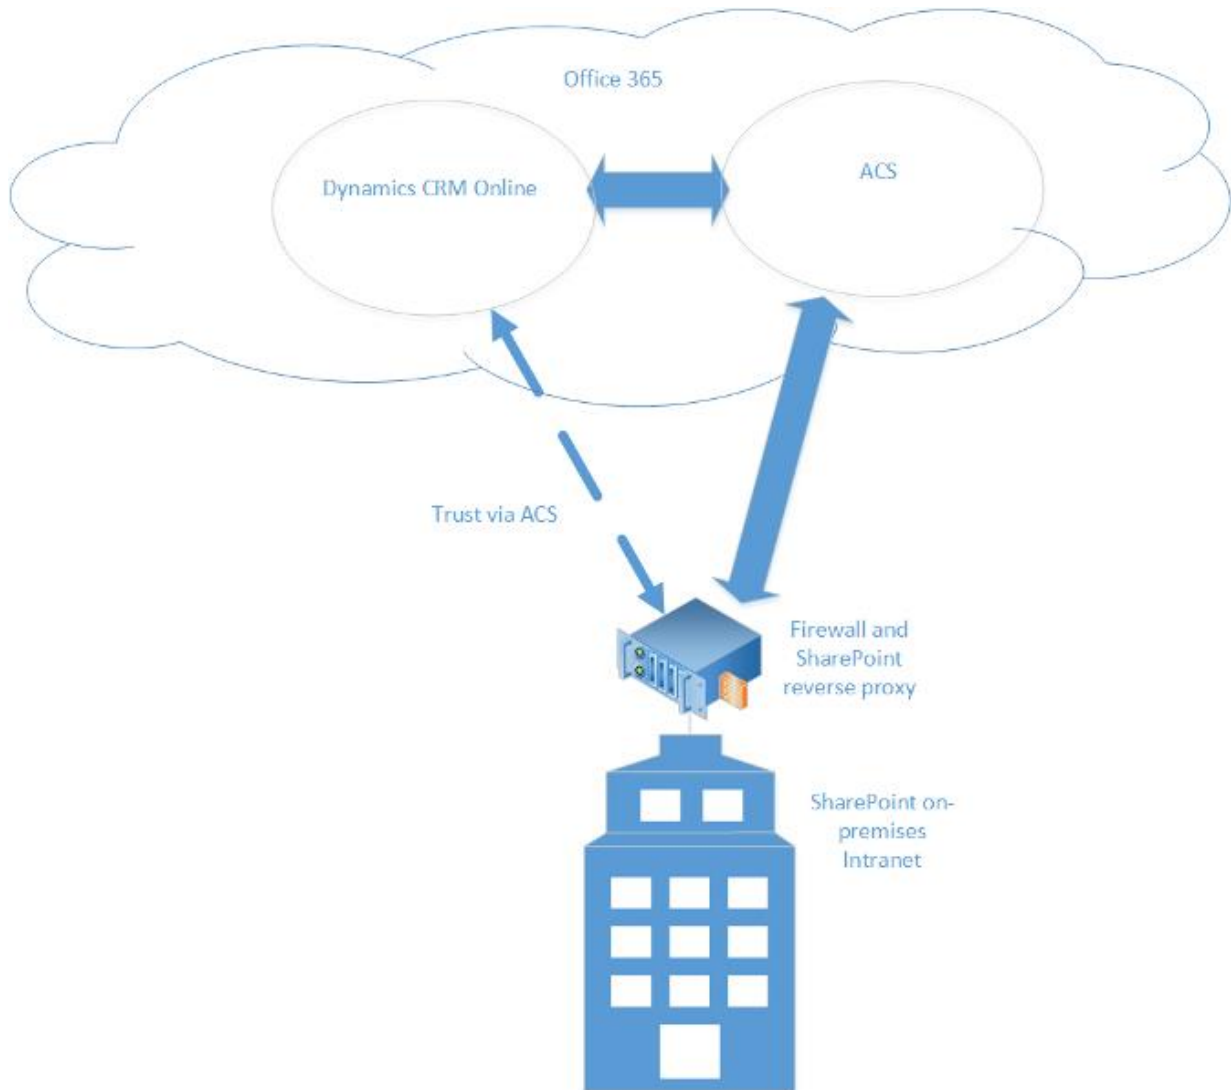 Office 365
Dynamics CRM Online
ACS
Trust via ACS
Firewall and
SharePoint
reverse proxy
SharePoint on-
premises
Intranet